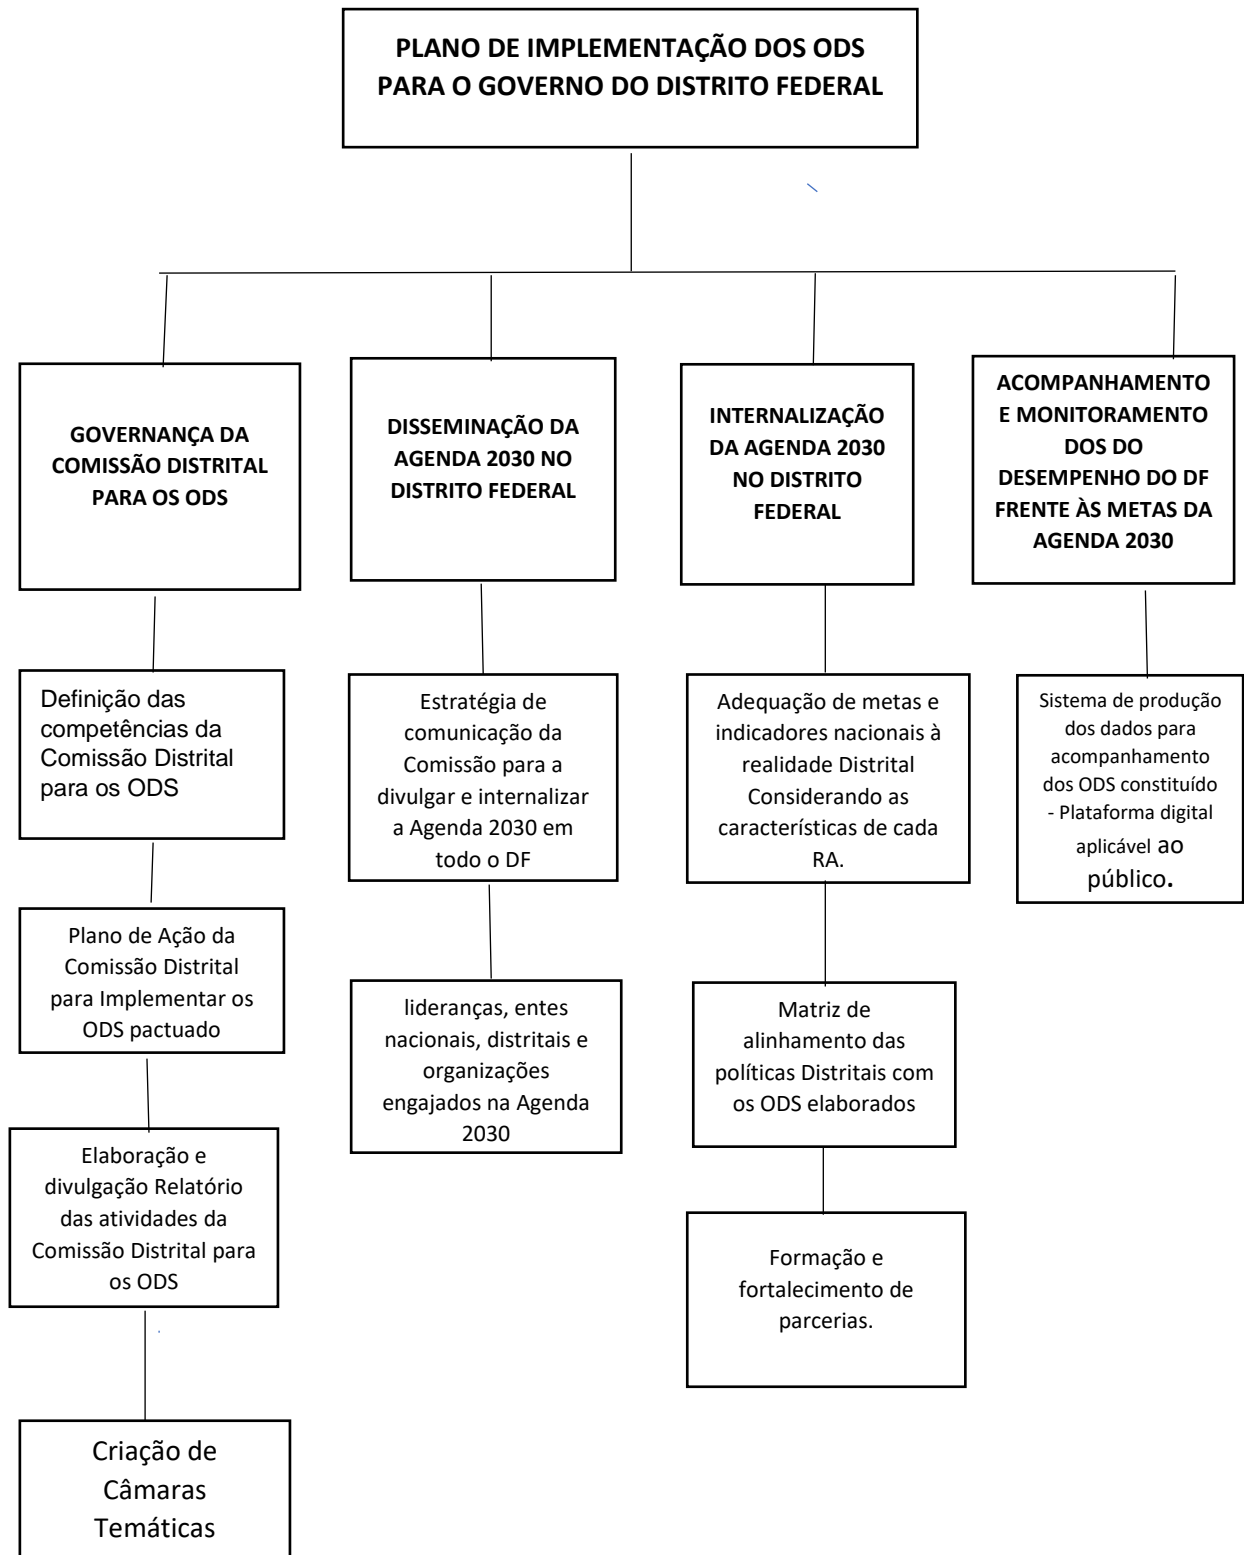 PLANO DE IMPLEMENTAÇÃO DOS ODS
PARA O GOVERNO DO DISTRITO FEDERAL
GOVERNANÇA DA
COMISSÃO DISTRITAL
PARA OS ODS
DISSEMINAÇÃO DA
AGENDA 2030 NO
DISTRITO FEDERAL
INTERNALIZAÇÃO
DA AGENDA 2030
NO DISTRITO
FEDERAL
ACOMPANHAMENTO
E MONITORAMENTO
DOS DO
DESEMPENHO DO DF
FRENTE ÀS METAS DA
AGENDA 2030
Definição das
competências da
Comissão Distrital
para os ODS
Estratégia de
comunicação da
Comissão para a
divulgar e internalizar
a Agenda 2030 em
todo o DF
Adequação de metas e
indicadores nacionais à
realidade Distrital
Considerando as
características de cada
RA.
Sistema de produção
dos dados para
acompanhamento
dos ODS constituído
- Plataforma digital
aplicável ao
público.
Plano de Ação da
Comissão Distrital
para Implementar os
ODS pactuado
lideranças, entes
nacionais, distritais e
organizações
engajados na Agenda
2030
Matriz de
alinhamento das
políticas Distritais com
os ODS elaborados
Elaboração e
divulgação Relatório
das atividades da
Comissão Distrital para
os ODS
Formação e
fortalecimento de
parcerias.
Criação de
Câmaras
Temáticas